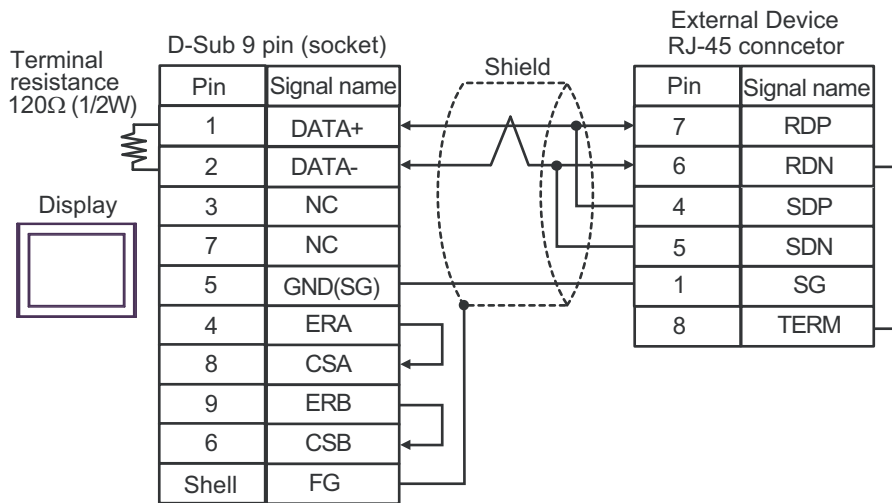 External Device
RJ-45 conncetor
D-Sub 9 pin (socket)
Terminal
resistance
120Ω (1/2W)
Shield
Display
Pin Signal name
1 DATA+
2 DATA-
3 NC
7 NC
5 GND(SG)
4 ERA
8 CSA
9 ERB
6 CSB
Shell FG
Pin Signal name
7 RDP
6 RDN
4 SDP
5 SDN
1 SG
8 TERM